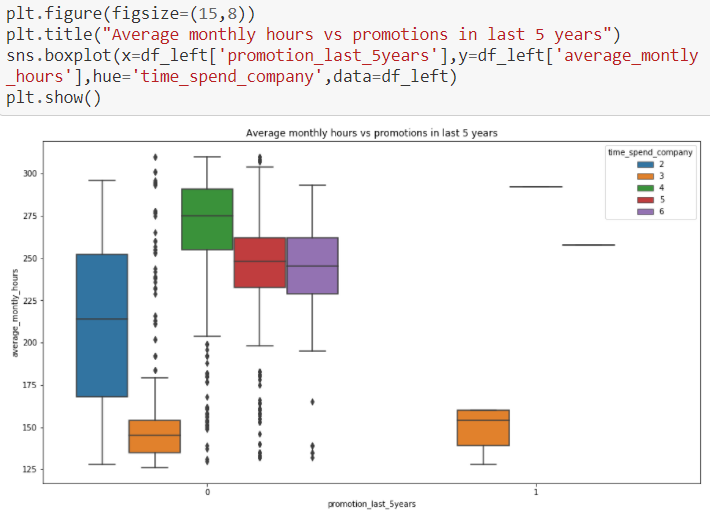 plt.figure(figsize=(15,8))
plt.title("Average monthly hours vs promotions in last 5 years")
sns.boxplot(x=df_left['promotion_last_5years'],y=df_left['average_montly
_hours'],hue='time_spend_company',data=df_left)
plt.show()
Average monthly hours vs promotions in last 5 years
time_spend_company
2
3
4
5
6
300
275
250
225
200
175
150
125
average_montly_hours
0
1
promotion_last_5years